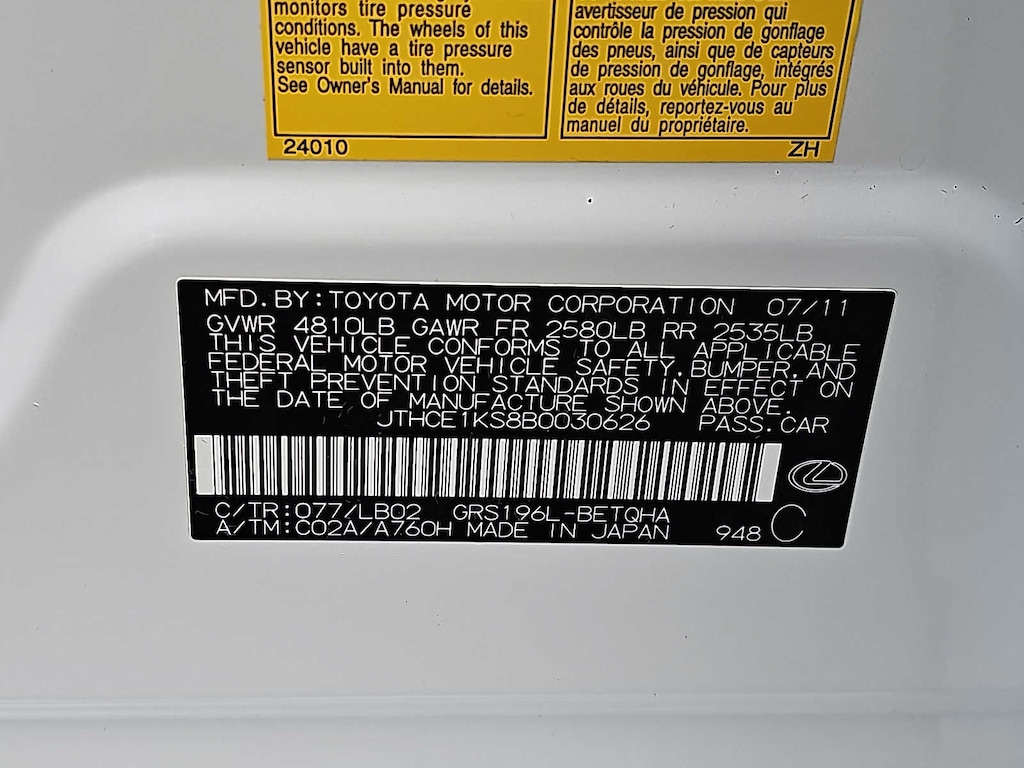 monitors tire pressure
conditions. The wheels of this
vehicle have a tire pressure
sensor built into them.
See Owner's Manual for details.
avertisseur de pression qui
contrôle la pression de gonflage
des pneus, ainsi que de capteurs
de pression de gonflage, intégrés
aux roues du véhicule. Pour plus
de détails, reportez-vous au
manuel du propriétaire.
24010
ZH
MFD.BY:TOYOTA MOTOR CORPORATION 07/11
GVWR 4810LB GAWR FR 2580LB RR 2535LB
THIS VEHICLE CONFORMS TO ALL APPLICABLE
FEDERAL MOTOR VEHICLE SAFETY,BUMPER,AND
THEFT PREVENTION STANDARDS IN EFFECT ON
THE DATE OF MANUFACTURE SHOWN ABOVE.
JTHCE1KS8B0030626 PASS.CAR
C/TR:077/LB02 GRS196L-BETQHA
A/TM:C02A/A760H MADE IN JAPAN 948 C